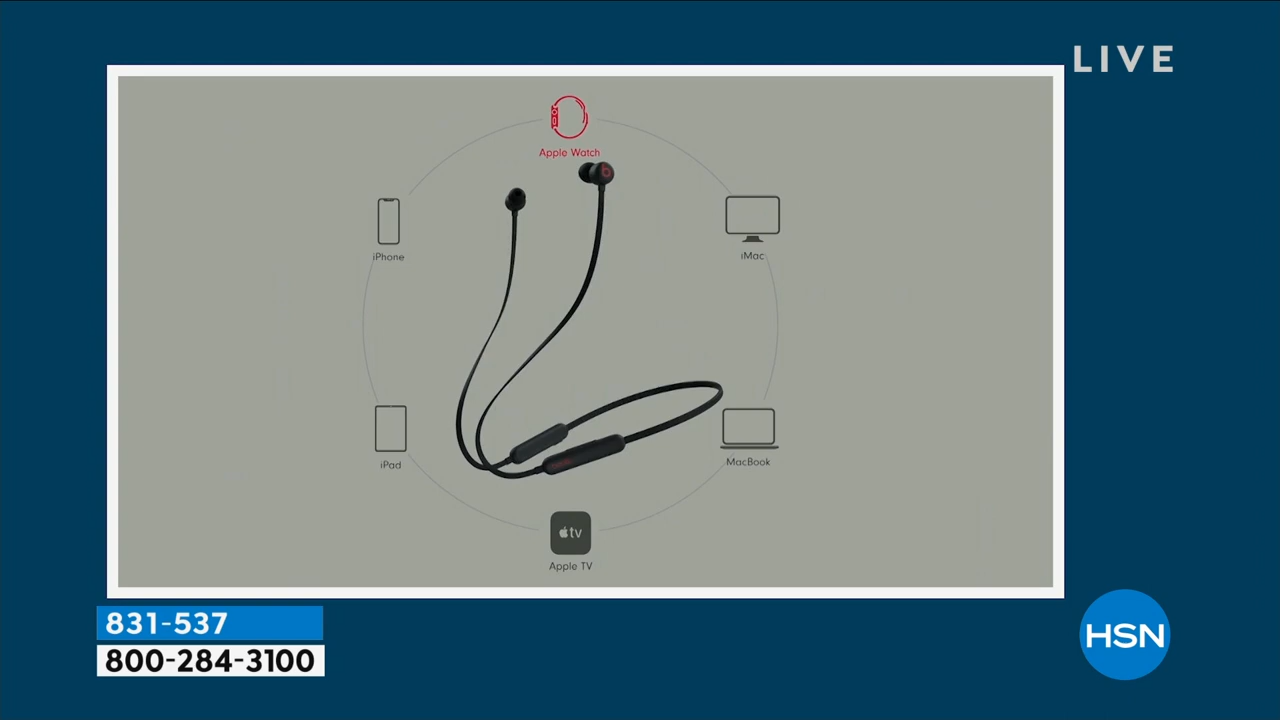 LIVE
Apple Watch
iPhone
iMac
iPad
MacBook
tv
Apple TV
831-537
800-284-3100
HSN